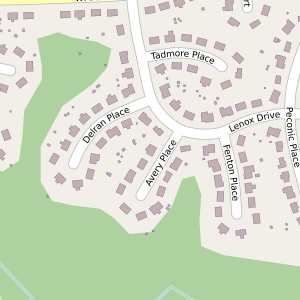 Tadmore Place
Delran Place
Lenox Drive
Peconic Place
Avery Place
Fenton Place